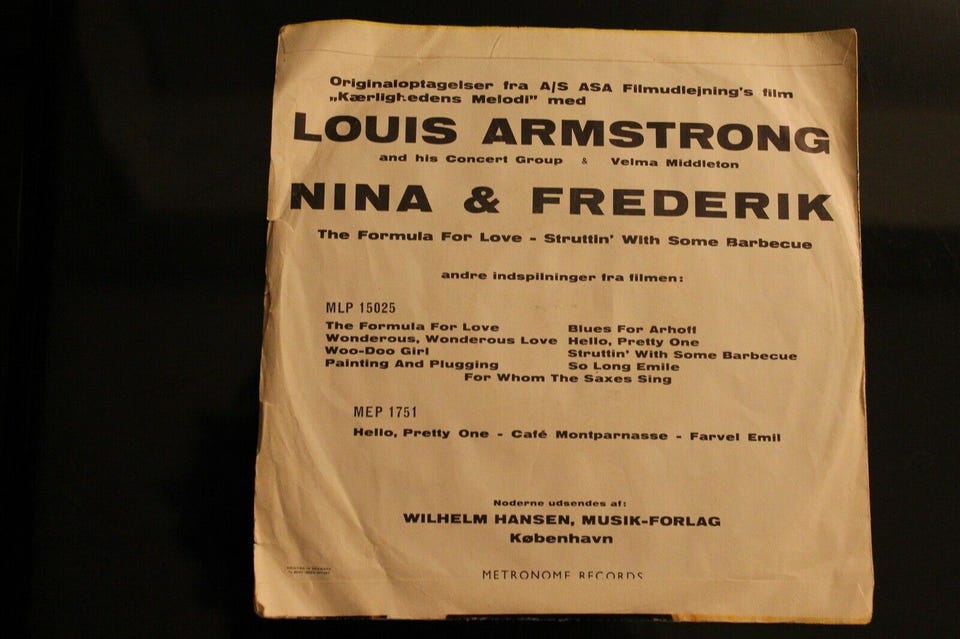 Originaloptagelser fra A/S ASA Filmudlejning's film
„Kærlighedens Melodi" med
LOUIS ARMSTRONG
and his Concert Group & Velma Middleton
NINA & FREDERIK
The Formula For Love - Struttin' With Some Barbecue
andre indspilninger fra filmen:
MLP 15025
The Formula For Love Blues For Arhoff
Wonderous, Wonderous Love Hello, Pretty One
Woo-Doo Girl Struttin' With Some Barbecue
Painting And Plugging So Long Emile
For Whom The Saxes Sing
MEP 1751
Hello, Pretty One - Café Montparnasse - Farvel Emil
Noderne udsendes af:
WILHELM HANSEN, MUSIK-FORLAG
København
METRONOME RECORDS
PRINTED IN DENMARK